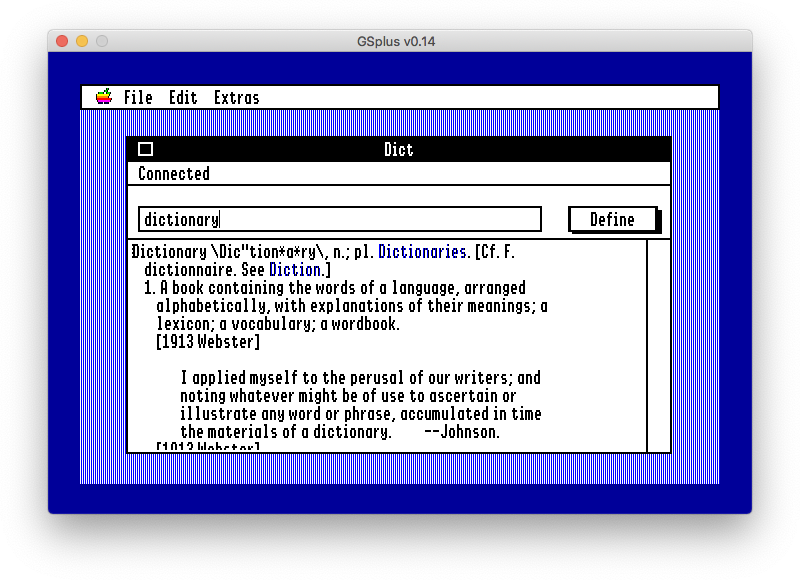 GSplus v0.14
File Edit Extras
Dict
Connected
dictionary
Define
Dictionary \Dic"tion*a*ry\, n.; pl. Dictionaries. [Cf. F.
dictionnaire. See Diction.]
1. A book containing the words of a language, arranged
alphabetically, with explanations of their meanings; a
lexicon; a vocabulary; a wordbook.
[1913 Webster]
I applied myself to the perusal of our writers; and
noting whatever might be of use to ascertain or
illustrate any word or phrase, accumulated in time
the materials of a dictionary. --Johnson.
[1913 Webster]